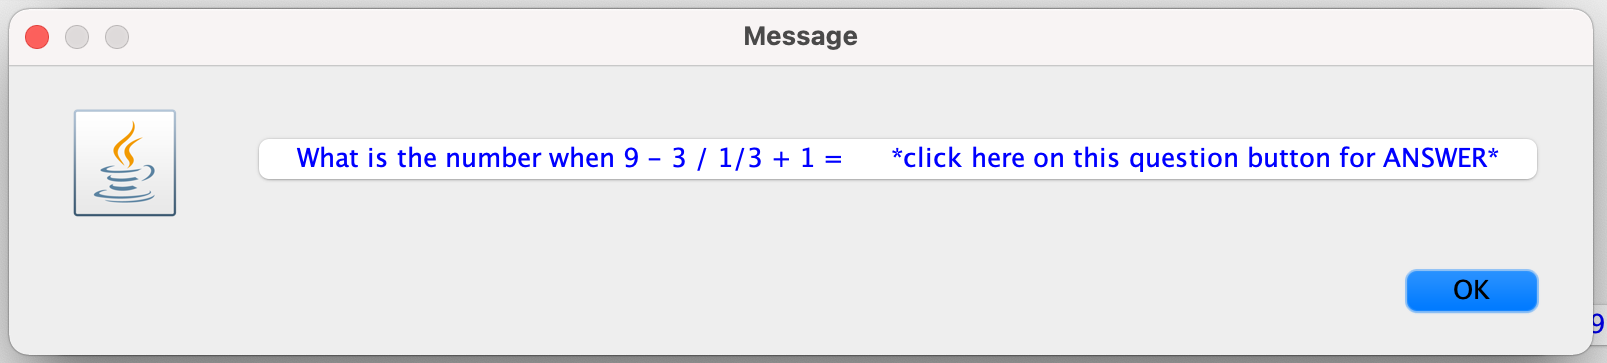 Message
What is the number when 9 - 3 / 1/3 + 1 =      *click here on this question button for ANSWER*
OK
9